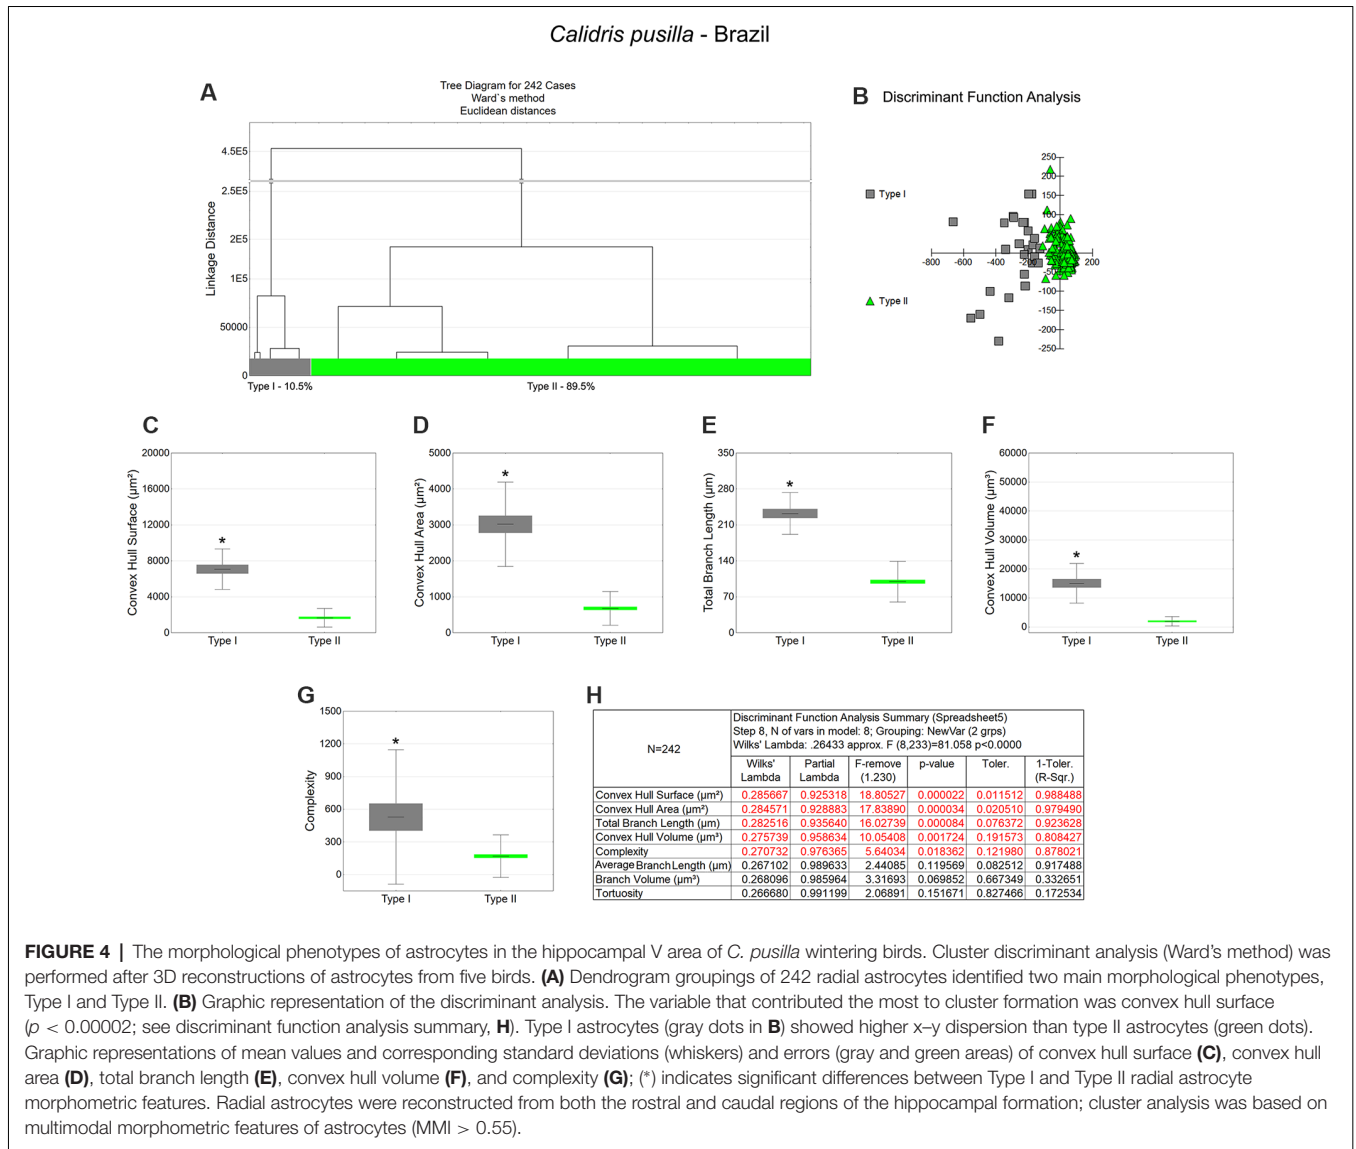 Calidris pusilla - Brazil
A
Tree Diagram for 242 Cases
Ward`s method
Euclidean distances
Linkage Distance
4.5E5
2.5E5
2E5
1E5
50000
0
Type I - 10.5%
Type II - 89.5%
B
Discriminant Function Analysis
Type I
Type II
250
200
150
100
-50
-100
-150
-200
-250
-800
-600
-400
-200
200
C
Convex Hull Surface (µm²)
20000
16000
12000
8000
4000
0
*
Type I
Type II
D
Convex Hull Area (µm²)
5000
4000
3000
2000
1000
0
*
Type I
Type II
E
Total Branch Length (µm)
350
280
210
140
70
0
*
Type I
Type II
F
Convex Hull Volume (µm³)
60000
50000
40000
30000
20000
10000
0
*
Type I
Type II
G
Complexity
1500
1200
900
600
300
0
*
Type I
Type II
H
N=242
Discriminant Function Analysis Summary (Spreadsheet5)
Step 8, N of vars in model: 8; Grouping: NewVar (2 grps)
Wilks' Lambda: .26433 approx. F (8,233)=81.058 p<0.0000
Wilks' Lambda Partial Lambda F-remove (1.230) p-value Toler. 1-Toler. (R-Sqr.)
Convex Hull Surface (µm²) 0.285667 0.925318 18.80527 0.000022 0.011512 0.988488
Convex Hull Area (µm²) 0.284571 0.928883 17.83890 0.000034 0.020510 0.979490
Total Branch Length (µm) 0.282516 0.935640 16.02739 0.000084 0.076372 0.923628
Convex Hull Volume (µm³) 0.275739 0.958634 10.05408 0.001724 0.191573 0.808427
Complexity 0.270732 0.976365 5.64034 0.018362 0.121980 0.878021
Average Branch Length (µm) 0.267102 0.989633 2.44085 0.119569 0.082512 0.917488
Branch Volume (µm³) 0.268096 0.985964 3.31693 0.069852 0.667349 0.332651
Tortuosity 0.266680 0.991199 2.06891 0.151671 0.827466 0.172534
FIGURE 4 | The morphological phenotypes of astrocytes in the hippocampal V area of C. pusilla wintering birds. Cluster discriminant analysis (Ward's method) was
performed after 3D reconstructions of astrocytes from five birds. (A) Dendrogram groupings of 242 radial astrocytes identified two main morphological phenotypes,
Type I and Type II. (B) Graphic representation of the discriminant analysis. The variable that contributed the most to cluster formation was convex hull surface
(p < 0.00002; see discriminant function analysis summary, H). Type I astrocytes (gray dots in B) showed higher x–y dispersion than type II astrocytes (green dots).
Graphic representations of mean values and corresponding standard deviations (whiskers) and errors (gray and green areas) of convex hull surface (C), convex hull
area (D), total branch length (E), convex hull volume (F), and complexity (G); (*) indicates significant differences between Type I and Type II radial astrocyte
morphometric features. Radial astrocytes were reconstructed from both the rostral and caudal regions of the hippocampal formation; cluster analysis was based on
multimodal morphometric features of astrocytes (MMI > 0.55).